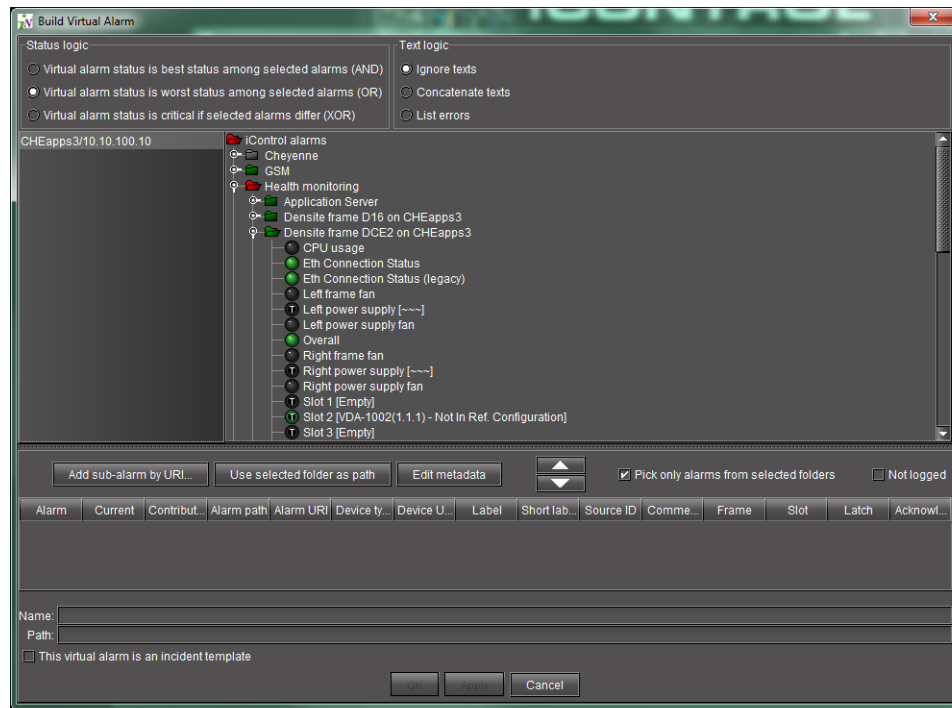 Build Virtual Alarm
iCONTROL
Status logic
Virtual alarm status is best status among selected alarms (AND)
Virtual alarm status is worst status among selected alarms (OR)
Virtual alarm status is critical if selected alarms differ (XOR)
Text logic
Ignore texts
Concatenate texts
List errors
CHEapps3/10.10.100.10
iControl alarms
Cheyenne
GSM
Health monitoring
Application Server
Densite frame D16 on CHEapps3
Densite frame DCE2 on CHEapps3
CPU usage
Eth Connection Status
Eth Connection Status (legacy)
Left frame fan
T Left power supply [~~~]
Left power supply fan
Overall
Right frame fan
T Right power supply [~~~]
Right power supply fan
T Slot 1 [Empty]
T Slot 2 [VDA-1002(1.1.1) - Not In Ref. Configuration]
T Slot 3 [Empty]
Add sub-alarm by URI... Use selected folder as path Edit metadata Pick only alarms from selected folders Not logged
Alarm Current Contribut... Alarm path Alarm URI Device ty... Device U... Label Short lab... Source ID Comme... Frame Slot Latch Acknowl...
Name:
Path:
This virtual alarm is an incident template
OK Apply Cancel